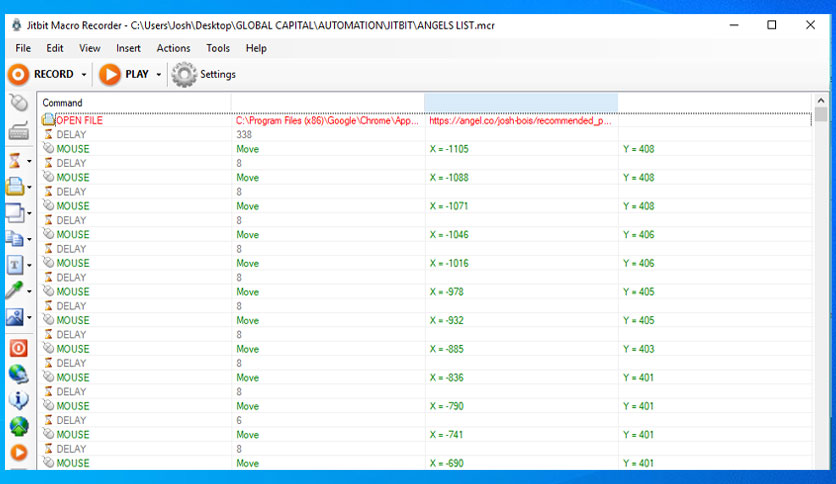 Jitbit Macro Recorder - C:\Users\Josh\Desktop\GLOBAL CAPITAL\AUTOMATION\JITBIT\ANGELS LIST.mcr
File Edit View Insert Actions Tools Help
RECORD PLAY Settings
Command
OPEN FILE C:\Program Files (x86)\Google\Chrome\App... https://angel.co/josh-bois/recommended_p...
DELAY 338
MOUSE Move X = -1105 Y = 408
DELAY 8
MOUSE Move X = -1088 Y = 408
DELAY 8
MOUSE Move X = -1071 Y = 408
DELAY 8
MOUSE Move X = -1046 Y = 406
DELAY 8
MOUSE Move X = -1016 Y = 406
DELAY 8
MOUSE Move X = -978 Y = 405
DELAY 8
MOUSE Move X = -932 Y = 405
DELAY 8
MOUSE Move X = -885 Y = 403
DELAY 8
MOUSE Move X = -836 Y = 401
DELAY 8
MOUSE Move X = -790 Y = 401
DELAY 6
MOUSE Move X = -741 Y = 401
DELAY 8
MOUSE Move X = -690 Y = 401